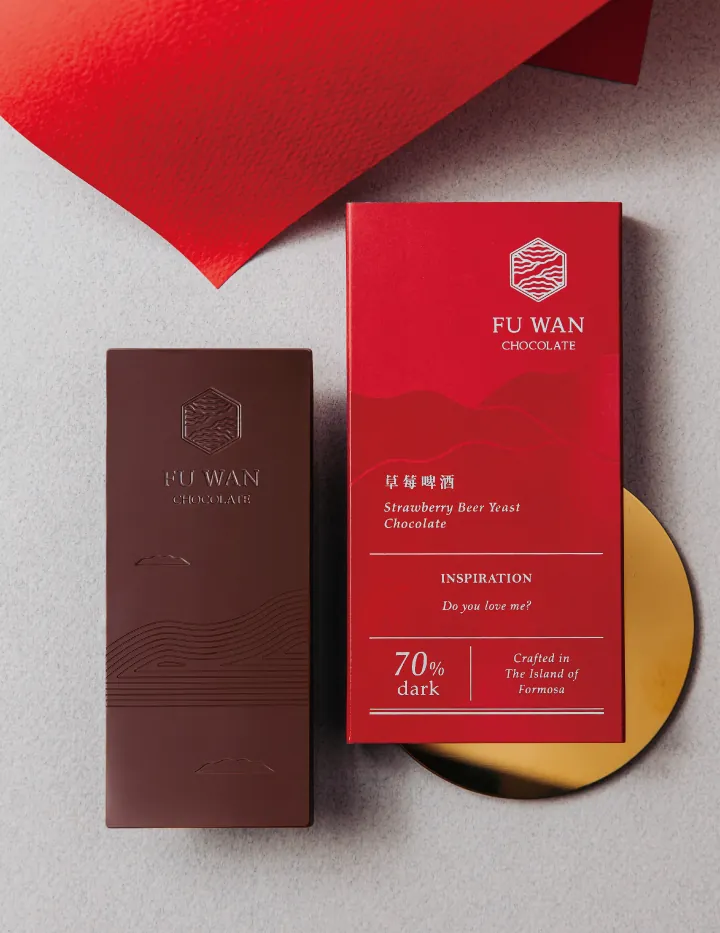 FU WAN
CHOCOLATE
FU WAN
CHOCOLATE
草莓啤酒
Strawberry Beer Yeast
Chocolate
INSPIRATION
Do you love me?
70%
dark
Crafted in
The Island of
Formosa